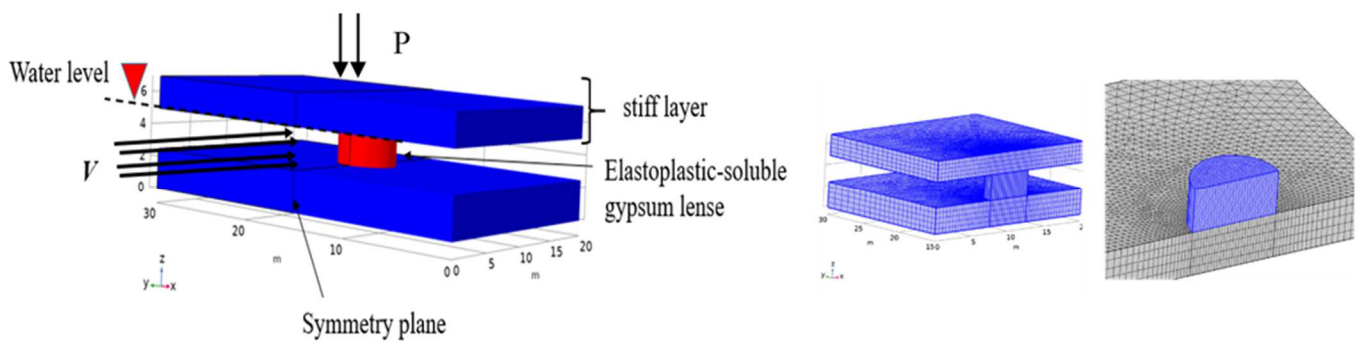 P
Water level
stiff layer
Elastoplastic-soluble
gypsum lense
V
Symmetry plane
6
4
2
0
30
20
10
0
0
5
10
15
20
m
m
z
y
x
30
25
20
15
0
5
10
15
m
m
z
y
x